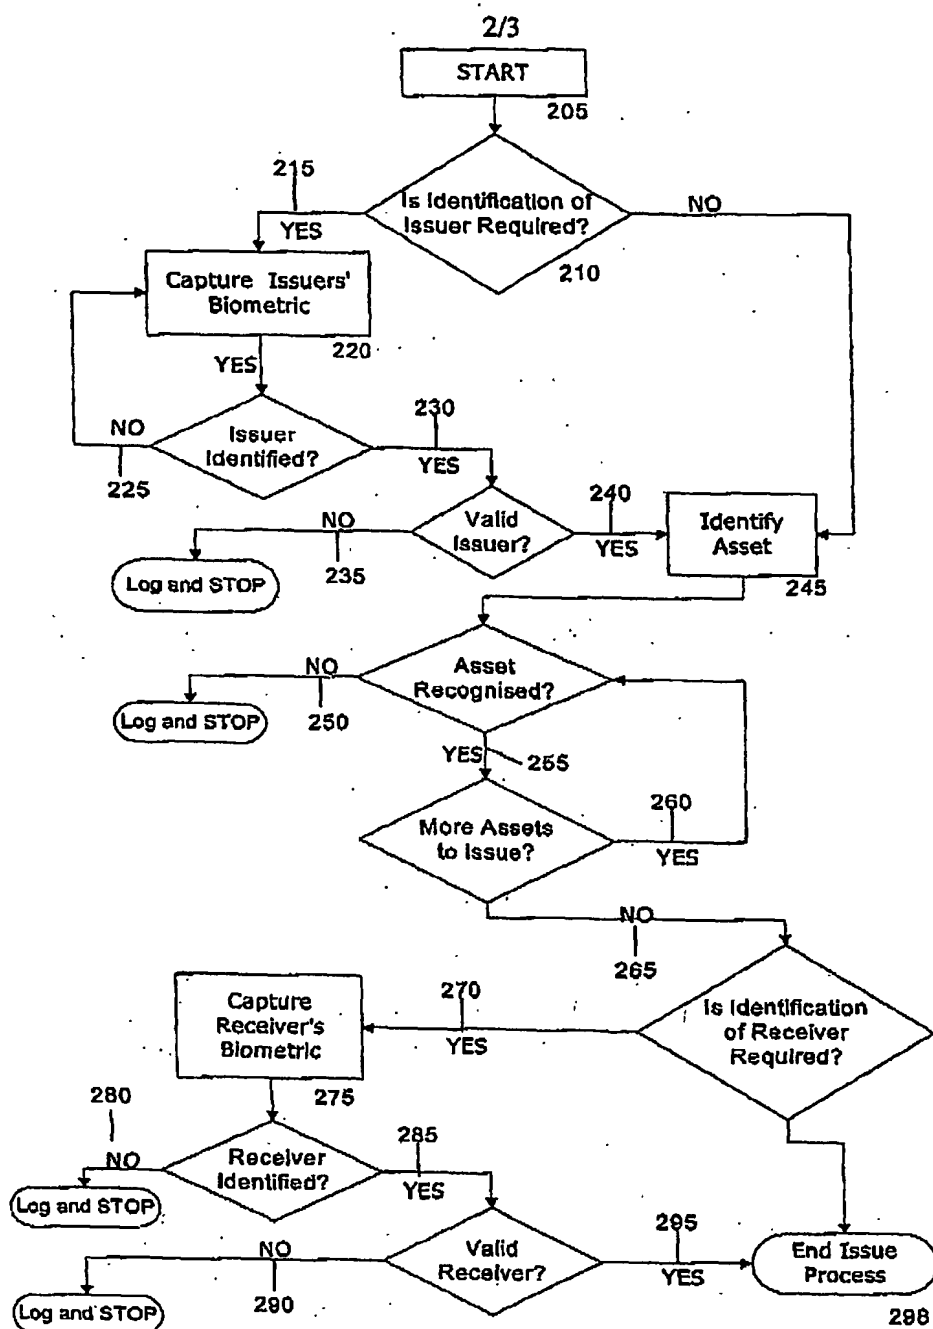 2/3
START
205
Is Identification of
Issuer Required?
210
215
YES
NO
Capture Issuers'
Biometric
220
YES
Issuer
Identified?
NO
225
230
YES
Valid
Issuer?
NO
235
Log and STOP
240
YES
Identify
Asset
245
Asset
Recognised?
NO
250
Log and STOP
YES
255
More Assets
to Issue?
260
YES
NO
265
Is Identification
of Receiver
Required?
270
YES
Capture
Receiver's
Biometric
275
280
NO
Receiver
Identified?
285
YES
Log and STOP
Valid
Receiver?
NO
290
Log and STOP
295
YES
End Issue
Process
298